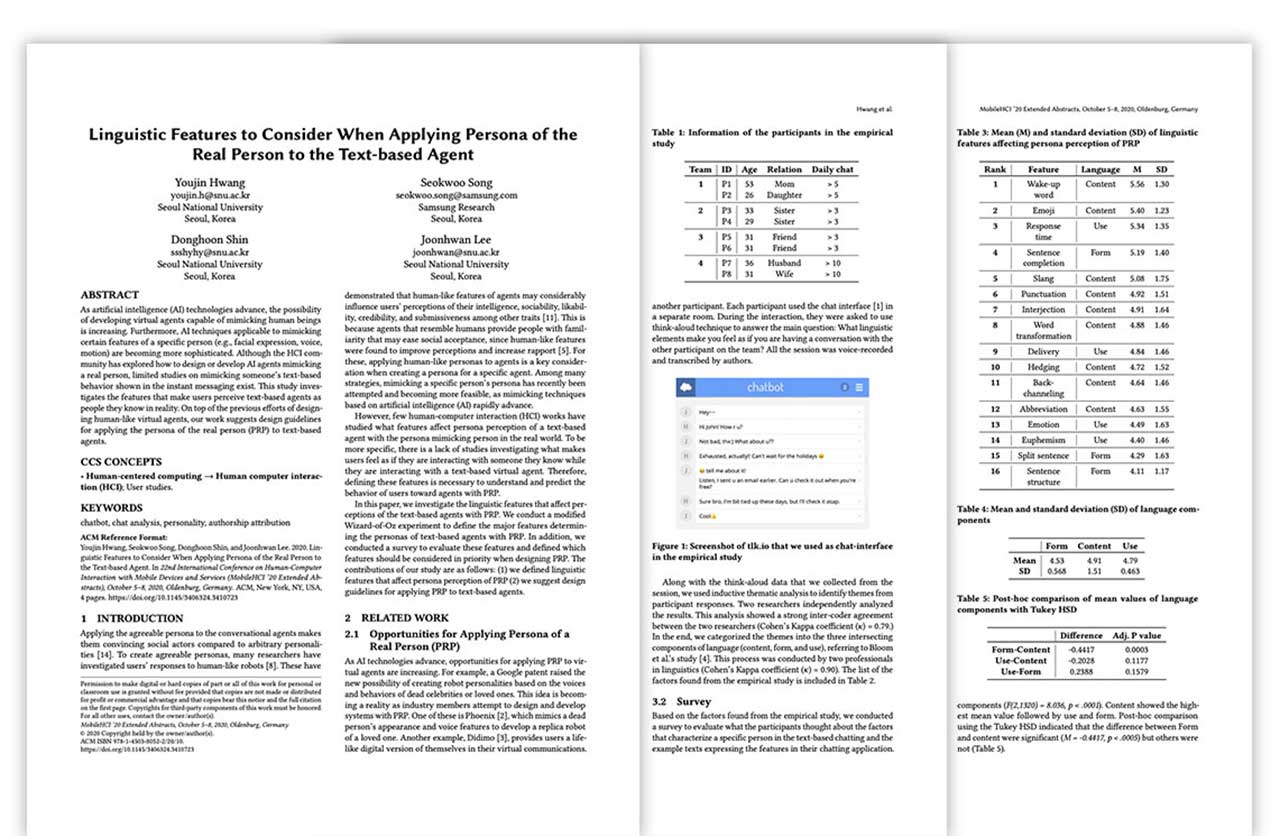 Linguistic Features to Consider When Applying Persona of the
Real Person to the Text-based Agent
Youjin Hwang
youjin.h@snu.ac.kr
Seoul National University
Seoul, Korea
Seokwoo Song
seokwoo.song@samsung.com
Samsung Research
Seoul, Korea
Donghoon Shin
ssshyhy@snu.ac.kr
Seoul National University
Seoul, Korea
Joonhwan Lee
joonhwan@snu.ac.kr
Seoul National University
Seoul, Korea
ABSTRACT
As artificial intelligence (AI) technologies advance, the possibility
of developing virtual agents capable of mimicking human beings
is increasing. Furthermore, AI techniques applicable to mimicking
certain features of a specific person (e.g., facial expression, voice,
motion) are becoming more sophisticated. Although the HCI com-
munity has explored how to design or develop AI agents mimicking
a real person, limited studies on mimicking someone's text-based
behavior shown in the instant messaging exist. This study inves-
tigates the features that make users perceive text-based agents as
people they know in reality. On top of the previous efforts of design-
ing human-like virtual agents, our work suggests design guidelines
for applying the persona of the real person (PRP) to text-based
agents.
CCS CONCEPTS
• Human-centered computing → Human computer interac-
tion (HCI); User studies.
KEYWORDS
chatbot, chat analysis, personality, authorship attribution
ACM Reference Format:
Youjin Hwang, Seokwoo Song, Donghoon Shin, and Joonhwan Lee. 2020. Lin-
guistic Features to Consider When Applying Persona of the Real Person to
the Text-based Agent. In 22nd International Conference on Human-Computer
Interaction with Mobile Devices and Services (MobileHCI '20 Extended Ab-
stracts), October 5–8, 2020, Oldenburg, Germany. ACM, New York, NY, USA,
4 pages. https://doi.org/10.1145/3406324.3410723
1 INTRODUCTION
Applying the agreeable persona to the conversational agents makes
them convincing social actors compared to arbitrary personali-
ties [14]. To create agreeable personas, many researchers have
investigated users' responses to human-like robots [8]. These have
Permission to make digital or hard copies of part or all of this work for personal or
classroom use is granted without fee provided that copies are not made or distributed
for profit or commercial advantage and that copies bear this notice and the full citation
on the first page. Copyrights for third-party components of this work must be honored.
For all other uses, contact the owner/author(s).
MobileHCI '20 Extended Abstracts, October 5–8, 2020, Oldenburg, Germany
© 2020 Copyright held by the owner/author(s).
ACM ISBN 978-1-4503-8052-2/20/10.
https://doi.org/10.1145/3406324.3410723
demonstrated that human-like features of agents may considerably
influence users' perceptions of their intelligence, sociability, likabil-
ity, credibility, and submissiveness among other traits [11]. This is
because agents that resemble humans provide people with famil-
iarity that may ease social acceptance, since human-like features
were found to improve perceptions and increase rapport [5]. For
these, applying human personas to agents is a key consider-
ation when creating a persona for a specific agent. Among many
strategies, mimicking a specific person's persona has recently been
attempted and becoming more feasible, as mimicking techniques
based on artificial intelligence (AI) rapidly advance.
However, few human-computer interaction (HCI) works have
studied what features affect persona perception of a text-based
agent with the persona mimicking person in the real world. To be
more specific, there is a lack of studies investigating what makes
users feel as if they are interacting with someone they know while
they are interacting with a text-based virtual agent. Therefore,
defining these features is necessary to understand and predict the
behavior of users toward agents with PRP.
In this paper, we investigate the linguistic features that affect per-
ceptions of the text-based agents with PRP. We conduct a modified
Wizard-of-Oz experiment to define the major features determin-
ing the personas of text-based agents with PRP. In addition, we
conducted a survey to evaluate these features and defined which
features should be considered in priority when designing PRP. The
contributions of our study are as follows: (1) we defined linguistic
features that affect persona perception of PRP (2) we suggest design
guidelines for applying PRP to text-based agents.
2 RELATED WORK
2.1 Opportunities for Applying Persona of a
Real Person (PRP)
As AI technologies advance, opportunities for applying PRP to vir-
tual agents are increasing. For example, a Google patent raised the
new possibility of creating robot personalities based on the voices
and behaviors of dead celebrities or loved ones. This idea is becom-
ing a reality as industry members attempt to design and develop
systems with PRP. One of these is Phoenix [2], which mimics a dead
person's appearance and voice features to develop a replica robot
of a loved one. Another example, Didimo [3], provides users a life-
like digital version of themselves in their virtual communications.
Hwang et al.
Table 1: Information of the participants in the empirical
study
Team ID Age Relation Daily chat
1 P1 53 Mom > 5
P2 26 Daughter > 5
2 P3 33 Sister > 3
P4 29 Sister > 3
3 P5 31 Friend > 3
P6 31 Friend > 3
4 P7 36 Husband > 10
P8 31 Wife > 10
another participant. Each participant used the chat interface [1] in
a separate room. During the interaction, they were asked to use
think-aloud technique to answer the main question: What linguistic
elements make you feel as if you are having a conversation with the
other participant on the team? All the session was voice-recorded
and transcribed by authors.
chatbot
J Hey~~
H Hi John! How r u?
J Not bad, thx:) What about u??
H Exhausted, actually! Can't wait for the holidays 😄
J 😄 tell me about it!
Listen, I sent u an email earlier. Can u check it out when you're
free?
H Sure bro, I'm bit tied up these days, but I'll check it asap.
J Cool👍
Figure 1: Screenshot of tlk.io that we used as chat-interface
in the empirical study
Along with the think-aloud data that we collected from the
session, we used inductive thematic analysis to identify themes from
participant responses. Two researchers independently analyzed
the results. This analysis showed a strong inter-coder agreement
between the two researchers (Cohen's Kappa coefficient (κ) = 0.79.)
In the end, we categorized the themes into the three intersecting
components of language (content, form, and use), referring to Bloom
et al.'s study [4]. This process was conducted by two professionals
in linguistics (Cohen's Kappa coefficient (κ) = 0.90). The list of the
factors found from the empirical study is included in Table 2.
3.2 Survey
Based on the factors found from the empirical study, we conducted
a survey to evaluate what the participants thought about the factors
that characterize a specific person in the text-based chatting and the
example texts expressing the features in their chatting application.
MobileHCI '20 Extended Abstracts, October 5–8, 2020, Oldenburg, Germany
Table 3: Mean (M) and standard deviation (SD) of linguistic
features affecting persona perception of PRP
Rank Feature Language M SD
1 Wake-up Content 5.56 1.30
word
2 Emoji Content 5.40 1.23
3 Response Use 5.34 1.35
time
4 Sentence Form 5.19 1.40
completion
5 Slang Content 5.08 1.75
6 Punctuation Content 4.92 1.51
7 Interjection Content 4.91 1.64
8 Word Content 4.88 1.46
transformation
9 Delivery Use 4.84 1.46
10 Hedging Content 4.72 1.52
11 Back- Content 4.64 1.46
channeling
12 Abbreviation Content 4.63 1.55
13 Emotion Use 4.49 1.63
14 Euphemism Use 4.40 1.46
15 Split sentence Form 4.29 1.63
16 Sentence Form 4.11 1.17
structure
Table 4: Mean and standard deviation (SD) of language com-
ponents
Form Content Use
Mean 4.53 4.91 4.79
SD 0.568 1.51 0.463
Table 5: Post-hoc comparison of mean values of language
components with Tukey HSD
Difference Adj. P value
Form-Content -0.4417 0.0003
Use-Content -0.2028 0.1177
Use-Form 0.2388 0.1579
components (F(2,1320) = 8.036, p < .0001). Content showed the high-
est mean value followed by use and form. Post-hoc comparison
using the Tukey HSD indicated that the difference between Form
and content were significant (M = -0.4417, p < .0005) but others were
not (Table 5).